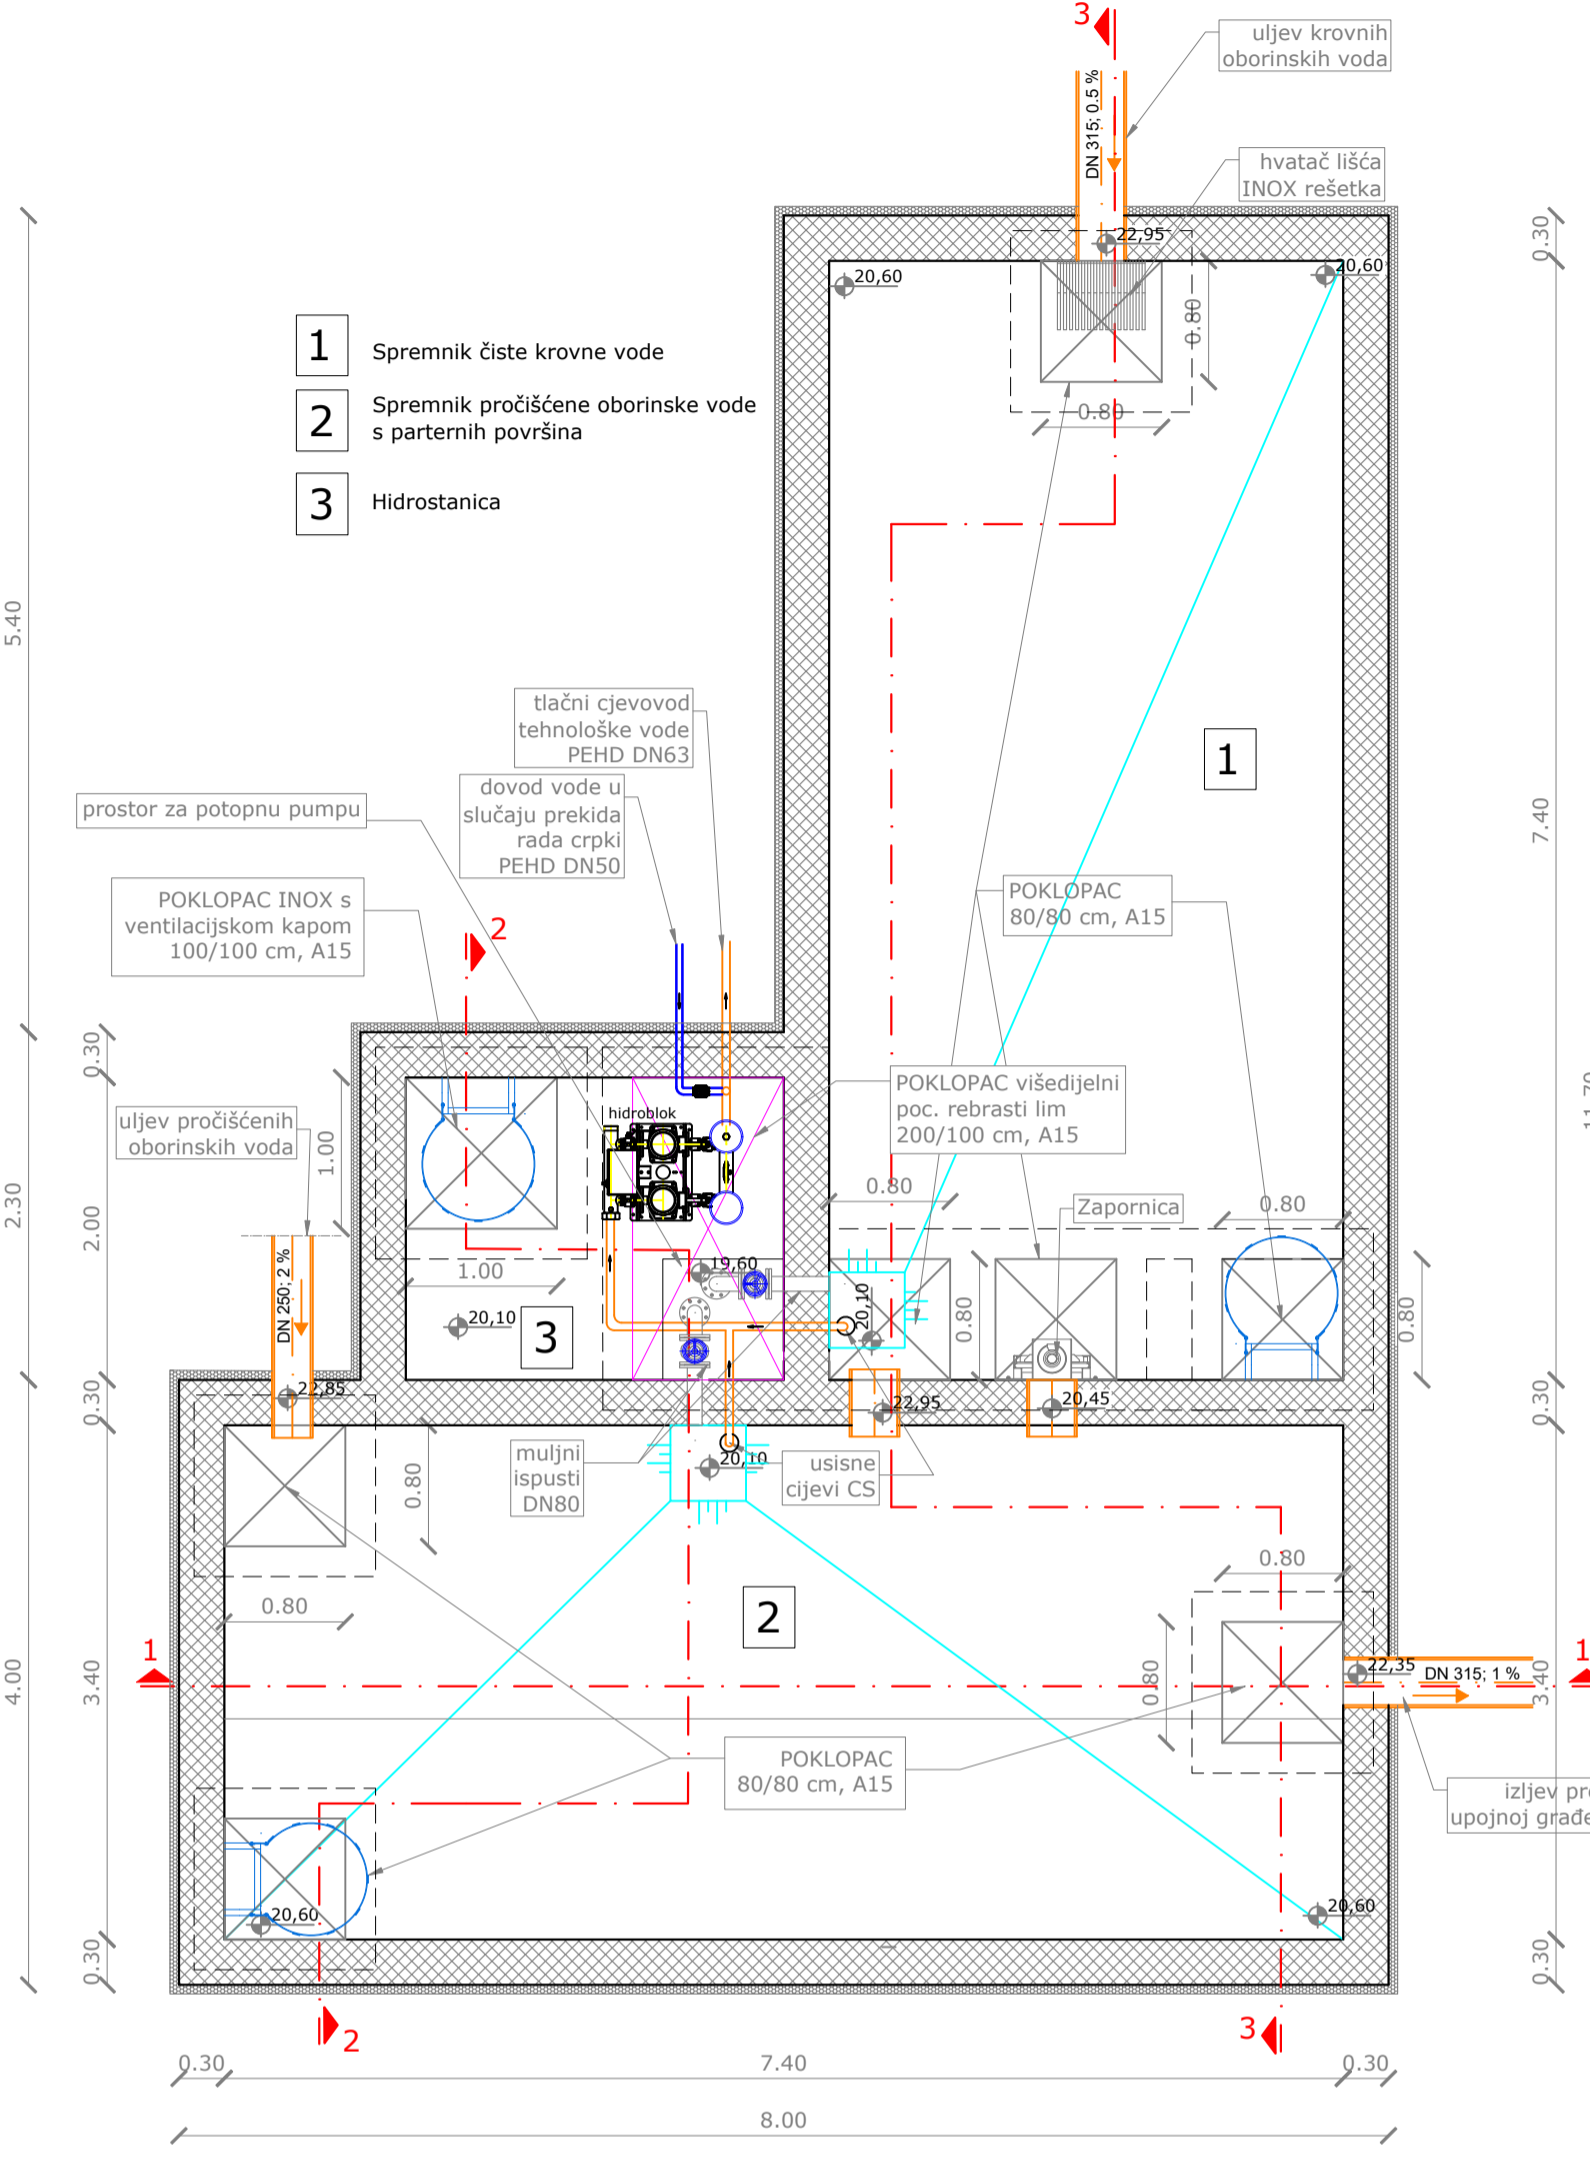 3
uljev krovnih
oborinskih voda
DN 315; 0.5 %
hvatač lišća
INOX rešetka
22,95
20,60
20,60
0.30
0.80
0.80
1
Spremnik čiste krovne vode
2
Spremnik pročišćene oborinske vode
s parternih površina
3
Hidrostanica
5.40
7.40
tlačni cjevovod
tehnološke vode
PEHD DN63
1
dovod vode u
slučaju prekida
rada crpki
PEHD DN50
prostor za potopnu pumpu
POKLOPAC INOX s
ventilacijskom kapom
100/100 cm, A15
2
POKLOPAC
80/80 cm, A15
0.30
POKLOPAC višedijelni
poc. rebrasti lim
200/100 cm, A15
uljev pročišćenih
oborinskih voda
1.00
hidroblok
2.30
2.00
0.80
Zapornica
0.80
DN 250; 2 %
1.00
19,60
20,10
20,10
3
0.80
0.80
22,85
22,95
20,45
0.30
0.30
muljni
ispusti
DN80
20,10
usisne
cijevi CS
0.80
0.80
0.80
2
1
1
4.00
3.40
0.80
22,35
DN 315; 1 %
3.40
POKLOPAC
80/80 cm, A15
upojnoj građe
izljev
20,60
20,60
0.30
0.30
2
3
0.30
7.40
0.30
8.00